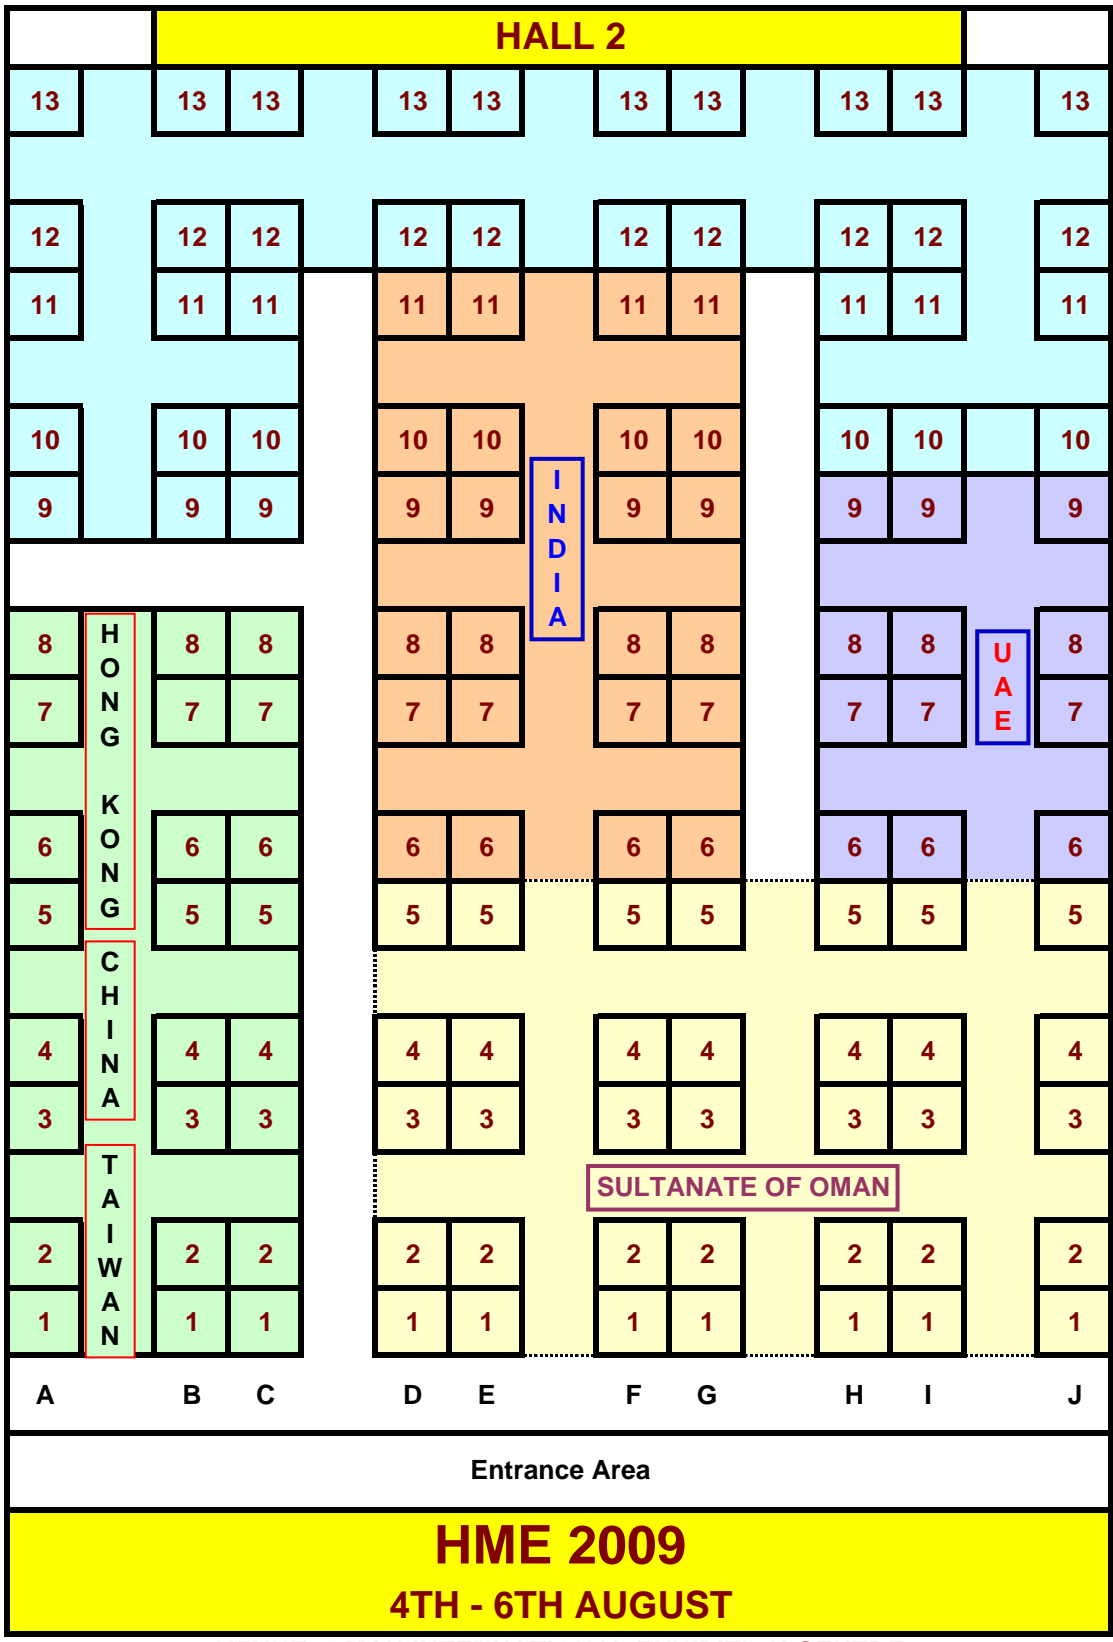 HALL 2
13 13 13 13 13 13 13 13 13 13
12 12 12 12 12 12 12 12 12 12
11 11 11 11 11 11 11 11 11 11
10 10 10 10 10 10 10 10 10 10
9 9 9 9 9 9 9 9 9 9
INDIA
8 8 8 8 8 8 8 8 8 8
7 7 7 7 7 7 7 7 7 7
HONG KONG
UAE
6 6 6 6 6 6 6 6 6 6
5 5 5 5 5 5 5 5 5 5
CHINA
4 4 4 4 4 4 4 4 4 4
3 3 3 3 3 3 3 3 3 3
TAIWAN
SULTANATE OF OMAN
2 2 2 2 2 2 2 2 2 2
1 1 1 1 1 1 1 1 1 1
A B C D E F G H I J
Entrance Area
HME 2009
4TH - 6TH AUGUST